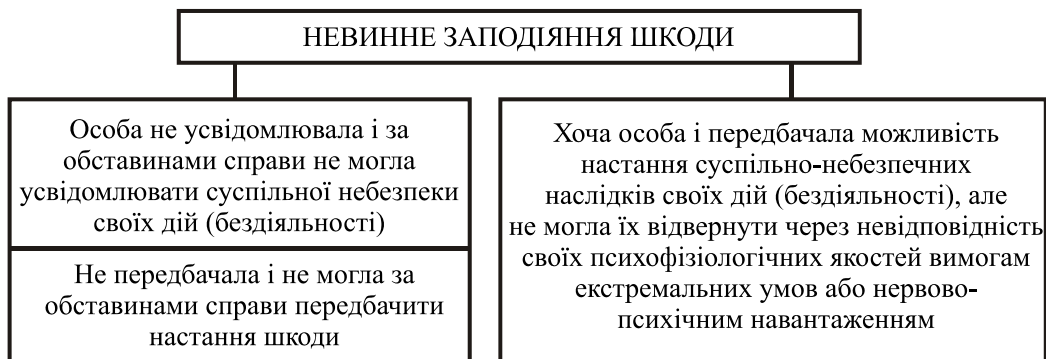 НЕВИННЕ ЗАПОДІЯННЯ ШКОДИ
Особа не усвідомлювала і за
обставинами справи не могла
усвідомлювати суспільної небезпеки
своїх дій (бездіяльності)
Не передбачала і не могла за
обставинами справи передбачити
настання шкоди
Хоча особа і передбачала можливість
настання суспільно-небезпечних
наслідків своїх дій (бездіяльності), але
не могла їх відвернути через невідповідність
своїх психофізіологічних якостей вимогам
екстремальних умов або нервово-
психічним навантаженням